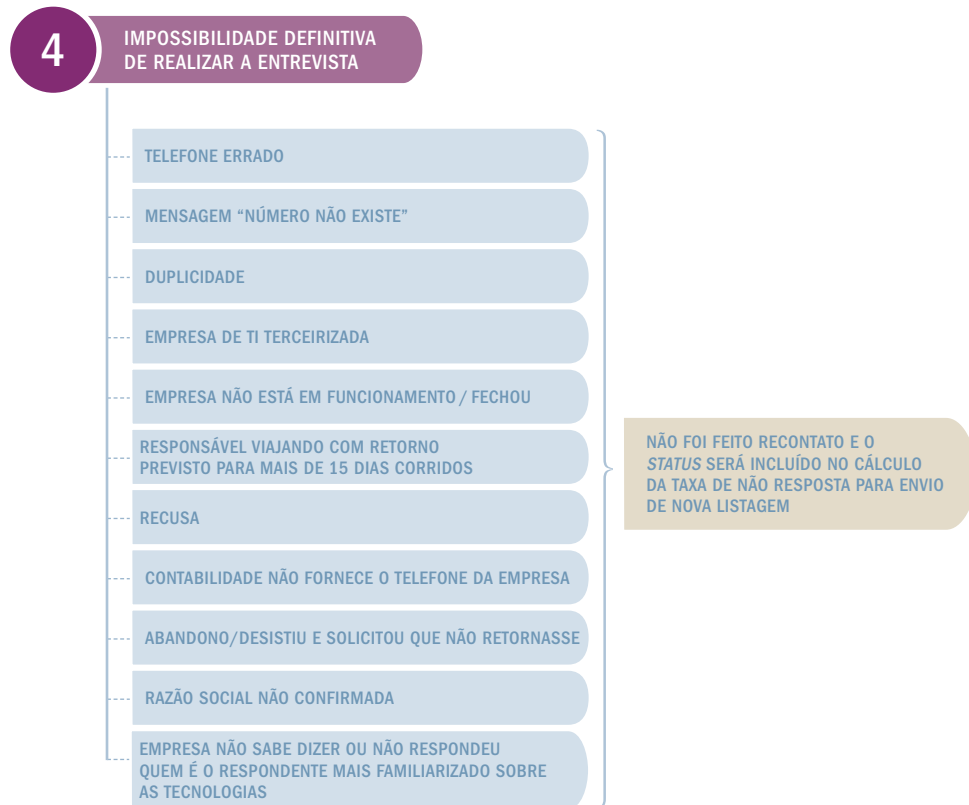 4
IMPOSSIBILIDADE DEFINITIVA
DE REALIZAR A ENTREVISTA
TELEFONE ERRADO
MENSAGEM “NÚMERO NÃO EXISTE”
DUPLICIDADE
EMPRESA DE TI TERCEIRIZADA
EMPRESA NÃO ESTÁ EM FUNCIONAMENTO / FECHOU
RESPONSÁVEL VIAJANDO COM RETORNO
PREVISTO PARA MAIS DE 15 DIAS CORRIDOS
RECUSA
CONTABILIDADE NÃO FORNECE O TELEFONE DA EMPRESA
ABANDONO/DESISTIU E SOLICITOU QUE NÃO RETORNASSE
RAZÃO SOCIAL NÃO CONFIRMADA
EMPRESA NÃO SABE DIZER OU NÃO RESPONDEU
QUEM É O RESPONDENTE MAIS FAMILIARIZADO SOBRE
AS TECNOLOGIAS
NÃO FOI FEITO RECONTATO E O
STATUS SERÁ INCLUÍDO NO CÁLCULO
DA TAXA DE NÃO RESPOSTA PARA ENVIO
DE NOVA LISTAGEM